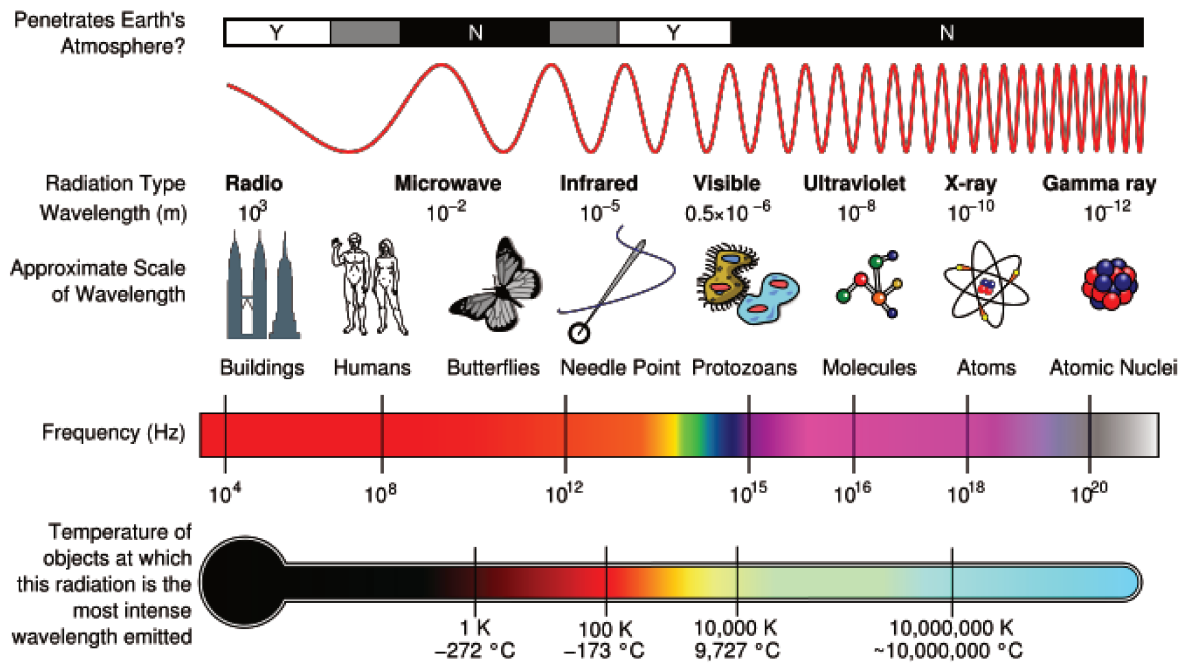 Penetrates Earth's
Atmosphere?
Y N Y N
Radiation Type
Radio Microwave Infrared Visible Ultraviolet X-ray Gamma ray
Wavelength (m)
10³ 10⁻² 10⁻⁵ 0.5×10⁻⁶ 10⁻⁸ 10⁻¹⁰ 10⁻¹²
Approximate Scale
of Wavelength
Buildings Humans Butterflies Needle Point Protozoans Molecules Atoms Atomic Nuclei
Frequency (Hz)
10⁴ 10⁸ 10¹² 10¹⁵ 10¹⁶ 10¹⁸ 10²⁰
Temperature of
objects at which
this radiation is the
most intense
wavelength emitted
1 K 100 K 10,000 K 10,000,000 K
−272 °C −173 °C 9,727 °C ~10,000,000 °C